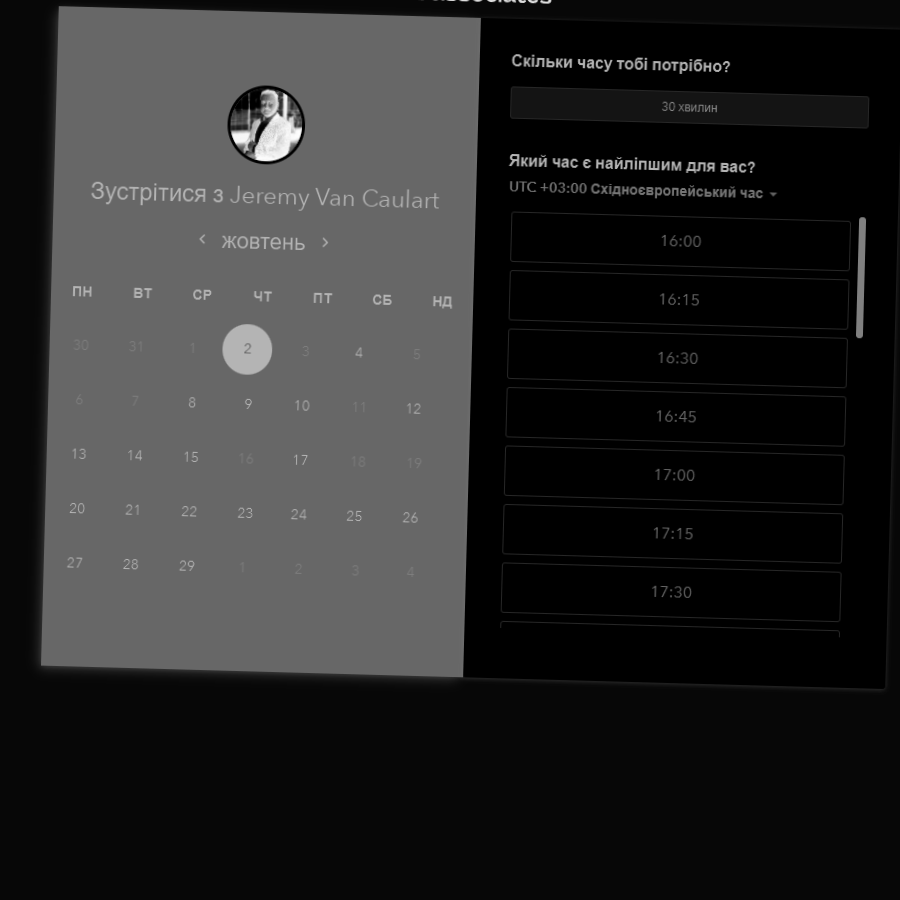 Зустрітися з Jeremy Van Caulart
жовтень
ПН ВТ СР ЧТ ПТ СБ НД
30 31 1 2 3 4 5
6 7 8 9 10 11 12
13 14 15 16 17 18 19
20 21 22 23 24 25 26
27 28 29 1 2 3 4
Скільки часу тобі потрібно?
30 хвилин
Який час є найліпшим для вас?
UTC +03:00 Східноєвропейський час
16:00
16:15
16:30
16:45
17:00
17:15
17:30